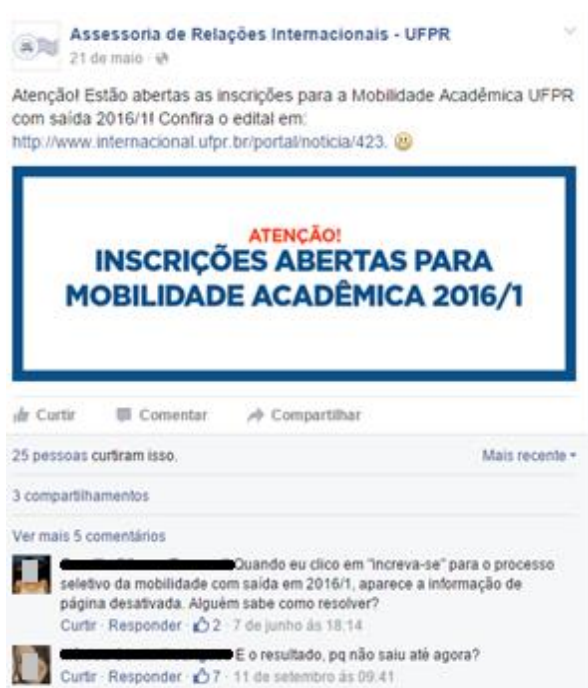 Assessoria de Relações Internacionais - UFPR
21 de maio ·
Atenção! Estão abertas as inscrições para a Mobilidade Acadêmica UFPR
com saída 2016/1! Confira o edital em:
http://www.internacional.ufpr.br/portal/noticia/423.
ATENÇÃO!
INSCRIÇÕES ABERTAS PARA
MOBILIDADE ACADÊMICA 2016/1
Curtir Comentar Compartilhar
25 pessoas curtiram isso. Mais recente
3 compartilhamentos
Ver mais 5 comentários
Quando eu clico em "increva-se" para o processo
seletivo da mobilidade com saída em 2016/1, aparece a informação de
página desativada. Alguém sabe como resolver?
Curtir · Responder · 2 · 7 de junho às 18:14
E o resultado, pq não saiu até agora?
Curtir · Responder · 7 · 11 de setembro às 09:41